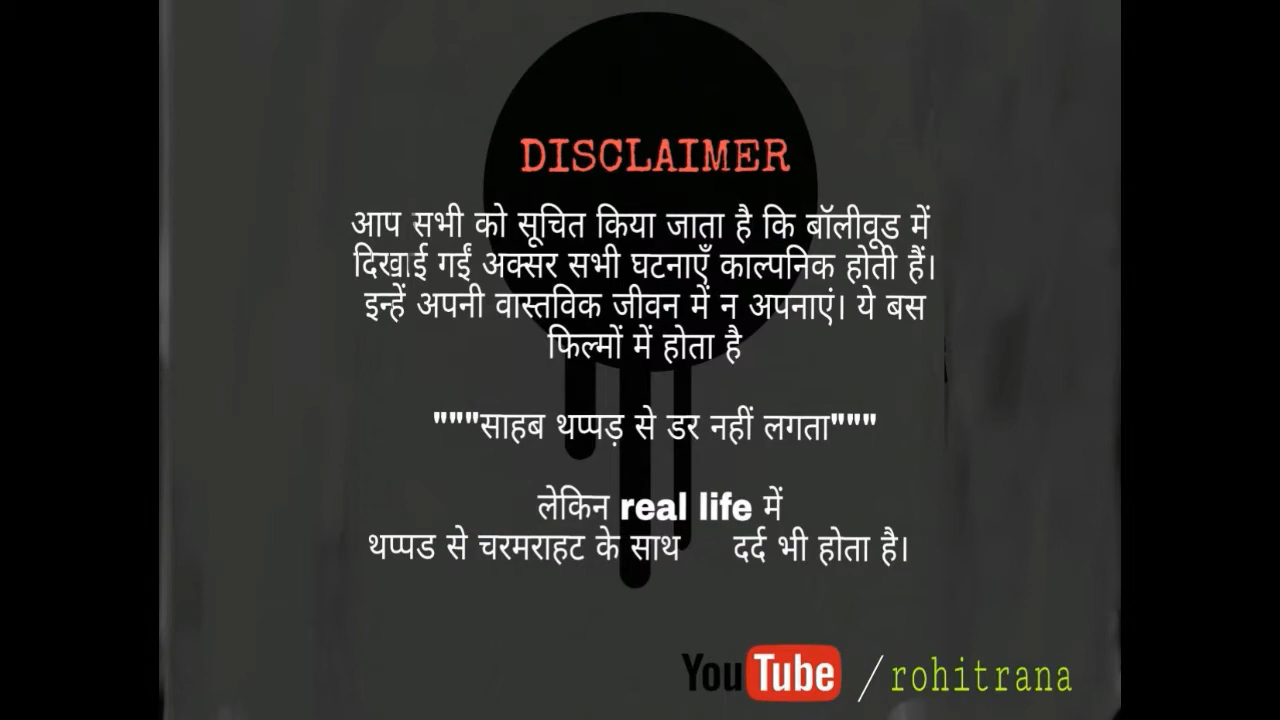 DISCLAIMER
आप सभी को सूचित किया जाता है कि बॉलीवूड में
दिखाई गईं अक्सर सभी घटनाएँ काल्पनिक होती हैं।
इन्हें अपनी वास्तविक जीवन में न अपनाएं। ये बस
फिल्मों में होता है
"""साहब थप्पड़ से डर नहीं लगता"""
लेकिन real life में
थप्पड से चरमराहट के साथ दर्द भी होता है।
YouTube /rohitrana